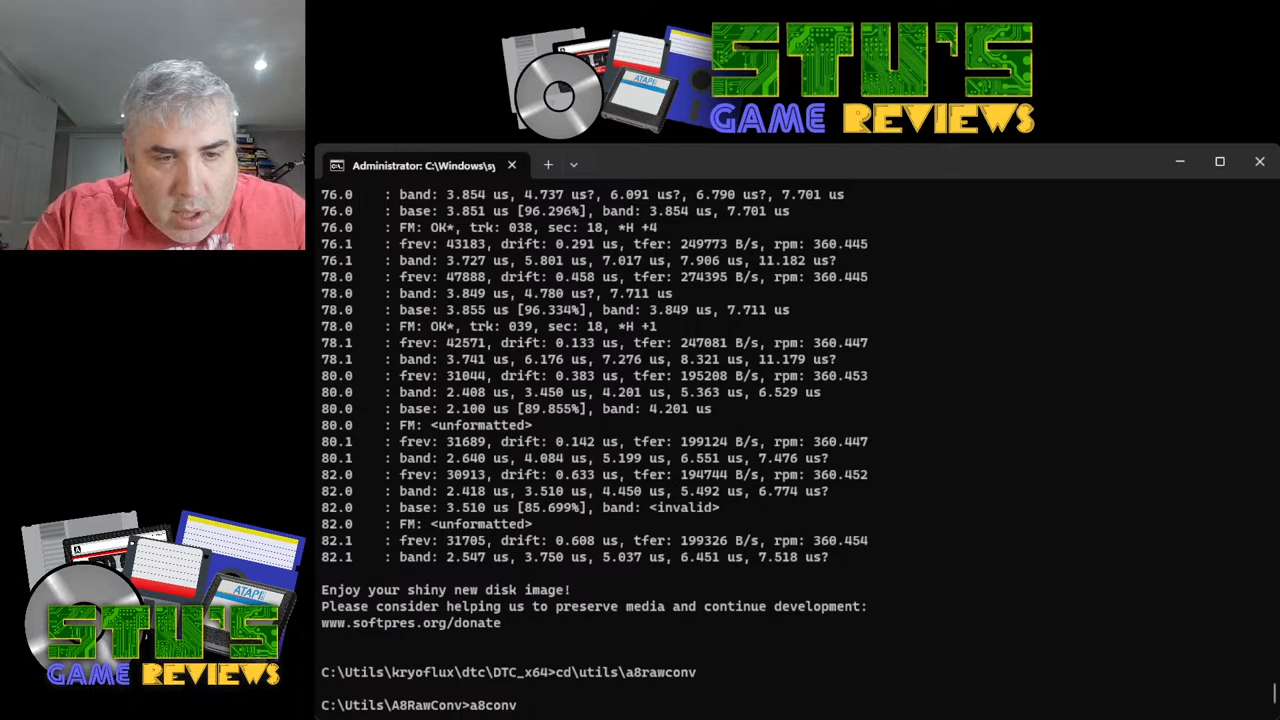 STU'S
GAME REVIEWS
ATARI
Administrator: C:\Windows\sy
76.0 : band: 3.854 us, 4.737 us?, 6.091 us?, 6.790 us?, 7.701 us
76.0 : base: 3.851 us [96.296%], band: 3.854 us, 7.701 us
76.0 : FM: OK*, trk: 038, sec: 18, *H +4
76.1 : frev: 43183, drift: 0.291 us, tfer: 249773 B/s, rpm: 360.445
76.1 : band: 3.727 us, 5.801 us, 7.017 us, 7.906 us, 11.182 us?
78.0 : frev: 47888, drift: 0.458 us, tfer: 274395 B/s, rpm: 360.445
78.0 : band: 3.849 us, 4.780 us?, 7.711 us
78.0 : base: 3.855 us [96.334%], band: 3.849 us, 7.711 us
78.0 : FM: OK*, trk: 039, sec: 18, *H +1
78.1 : frev: 42571, drift: 0.133 us, tfer: 247081 B/s, rpm: 360.447
78.1 : band: 3.741 us, 6.176 us, 7.276 us, 8.321 us, 11.179 us?
80.0 : frev: 31044, drift: 0.383 us, tfer: 195208 B/s, rpm: 360.453
80.0 : band: 2.408 us, 3.450 us, 4.201 us, 5.363 us, 6.529 us
80.0 : base: 2.100 us [89.855%], band: 4.201 us
80.0 : FM: <unformatted>
80.1 : frev: 31689, drift: 0.142 us, tfer: 199124 B/s, rpm: 360.447
80.1 : band: 2.640 us, 4.084 us, 5.199 us, 6.551 us, 7.476 us?
82.0 : frev: 30913, drift: 0.633 us, tfer: 194744 B/s, rpm: 360.452
82.0 : band: 2.418 us, 3.510 us, 4.450 us, 5.492 us, 6.774 us?
82.0 : base: 3.510 us [85.699%], band: <invalid>
82.0 : FM: <unformatted>
82.1 : frev: 31705, drift: 0.608 us, tfer: 199326 B/s, rpm: 360.454
82.1 : band: 2.547 us, 3.750 us, 5.037 us, 6.451 us, 7.518 us?
Enjoy your shiny new disk image!
Please consider helping us to preserve media and continue development:
www.softpres.org/donate
C:\Utils\kryoflux\dtc\DTC_x64>cd\utils\a8rawconv
C:\Utils\A8RawConv>a8conv
A
ATARI
STU'S
GAME REVIEWS